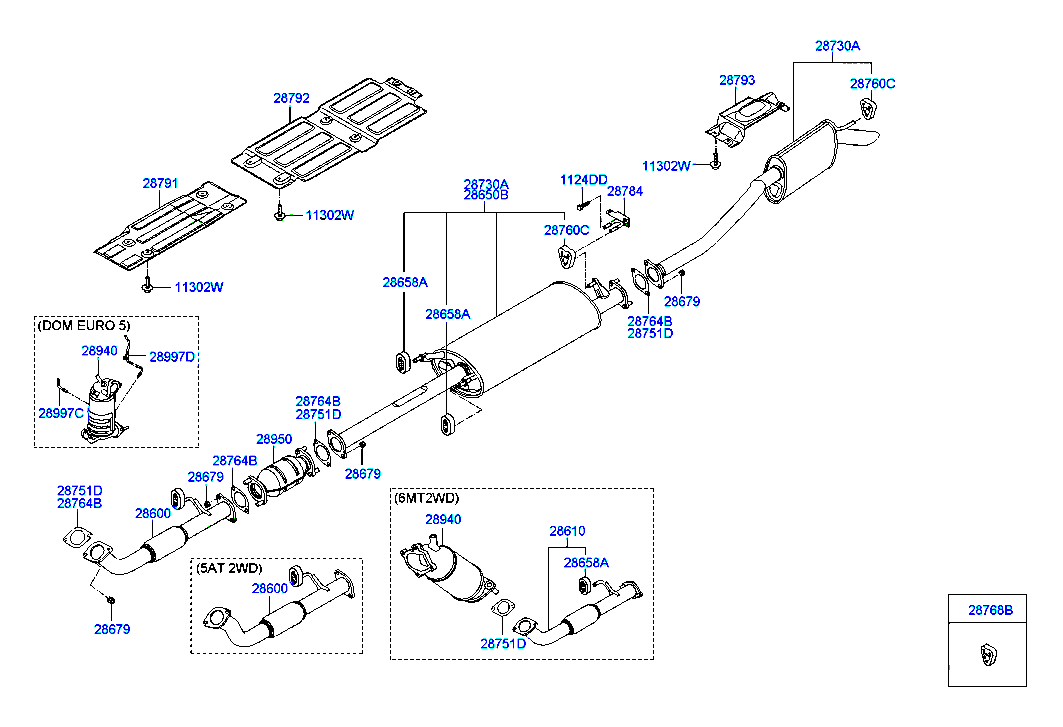 28730A
28793
28760C
28792
11302W
28791
28730A
28650B
1124DD
28784
11302W
28760C
28658A
11302W
28679
28658A
28764B
28751D
(DOM EURO 5)
28940
28997D
28997C
28764B
28751D
28950
28764B
28679
28679
28751D
28764B
28600
(6MT2WD)
28940
28610
28658A
(5AT 2WD)
28600
28679
28751D
28768B